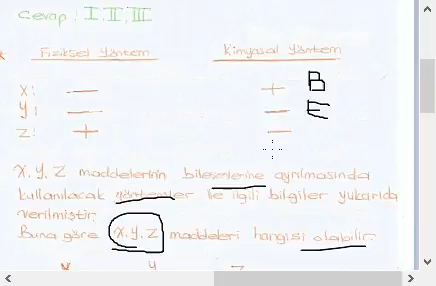 Cevap: I, II, III
Fiziksel yöntem Kimyasal yöntem
X: — + B
Y: — — E
Z: + —
X, Y, Z maddelerinin bileşenlerine ayrılmasında
kullanılacak yöntemler ile ilgili bilgiler yukarıda
verilmiştir.
Buna göre X, Y, Z maddeleri hangisi olabilir.
X Y Z